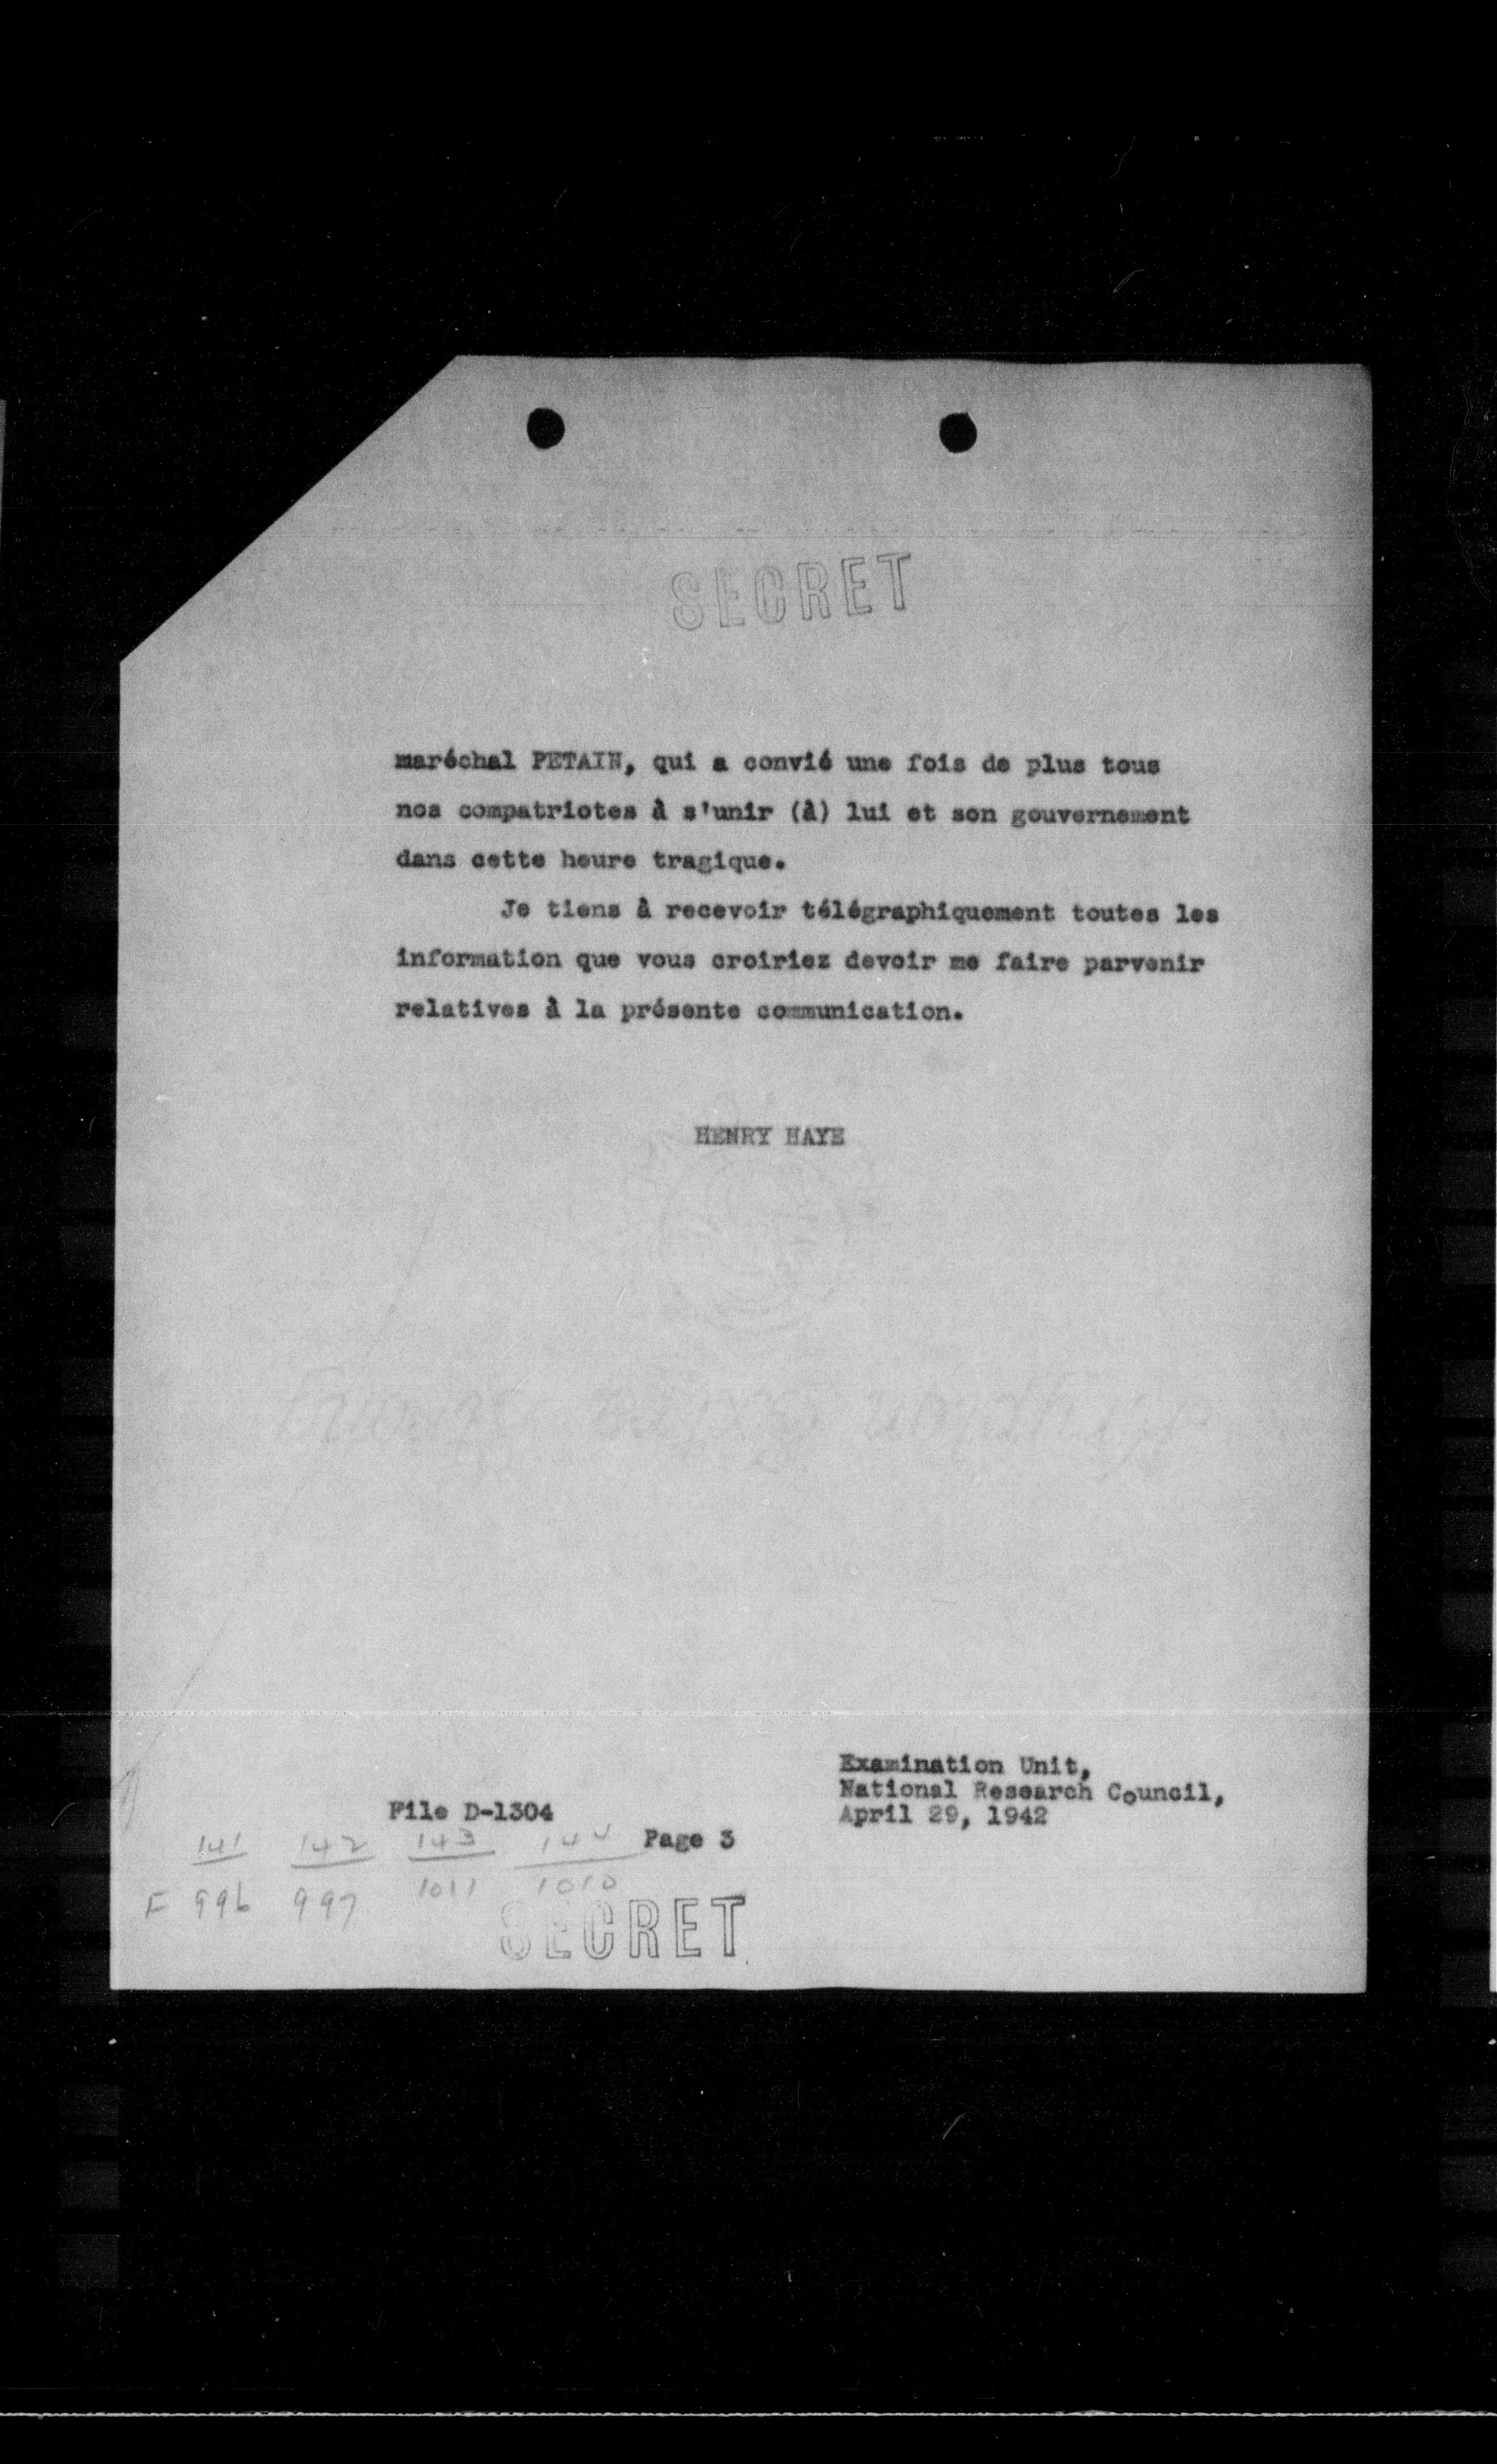 SECRET
maréchal PETAIN, qui a convié une fois de plus tous
nos compatriotes à s'unir (à) lui et son gouvernement
dans cette heure tragique.
Je tiens à recevoir télégraphiquement toutes les
information que vous croiriez devoir me faire parvenir
relatives à la présente communication.
HENRY HAYE
Examination Unit,
National Research Council,
April 29, 1942
File D-1304
Page 3
141 142 143 144
F 996 997 1011 1010
SECRET